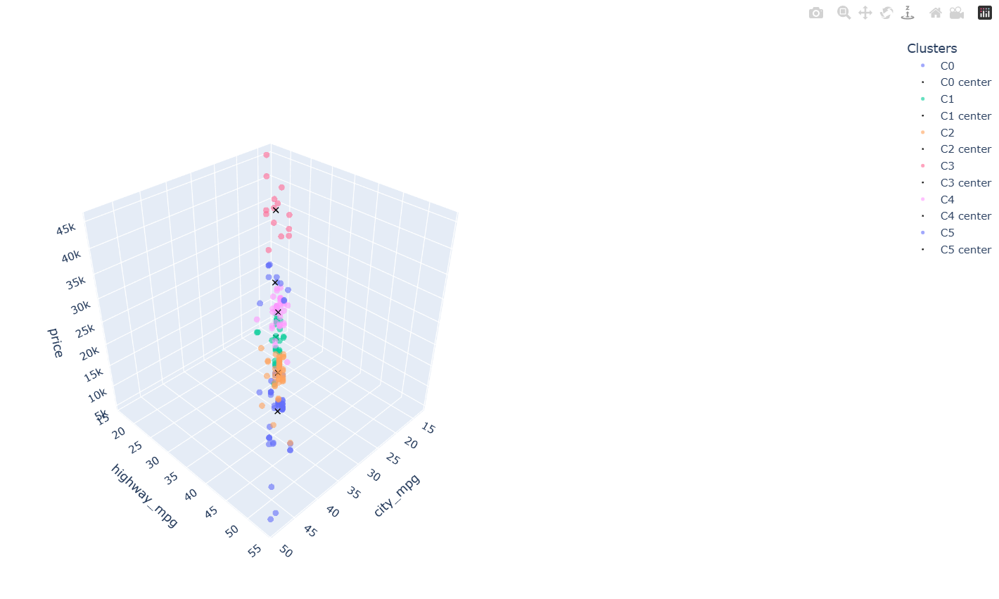 z
Clusters
C0
C0 center
C1
C1 center
C2
C2 center
C3
C3 center
C4
C4 center
C5
C5 center
45k
40k
35k
30k
25k
20k
15k
10k
5k
price
15
20
25
30
35
40
45
50
55
highway_mpg
15
20
25
30
35
40
45
50
city_mpg